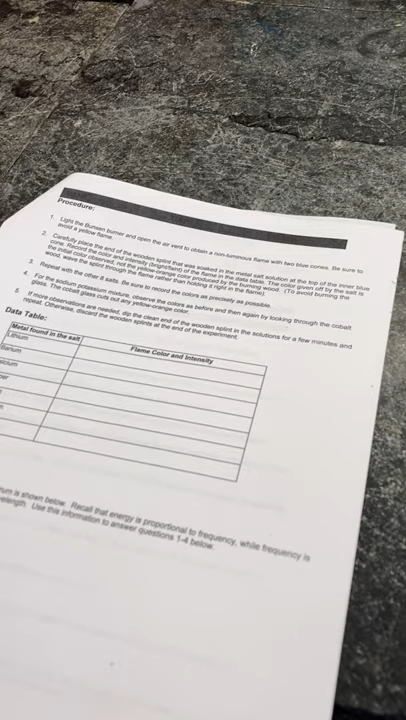 Procedure:
1. Light the Bunsen burner and open the air vent to obtain a non-luminous flame with two blue cones. Be sure to
avoid a yellow flame.
2. Carefully place the end of the wooden splint that was soaked in the metal salt solution at the top of the inner blue
cone. Record the color and intensity (bright/faint) of the flame in the data table. The color given off by the salt is
the initial color observed, not the yellow-orange color produced by the burning wood. (To avoid burning the
wood, wave the splint through the flame rather than holding it right in the flame).
3. Repeat with the other 8 salts. Be sure to record the colors as precisely as possible.
4. For the sodium potassium mixture, observe the colors as before and then again by looking through the cobalt
glass. The cobalt glass cuts out any yellow-orange color.
5. If more observations are needed, dip the clean end of the wooden splint in the solutions for a few minutes and
repeat. Otherwise, discard the wooden splints at the end of the experiment.
Data Table:
Metal found in the salt Flame Color and Intensity
ithium
um is shown below. Recall that energy is proportional to frequency, while frequency is
elength. Use this information to answer questions 1-4 below.